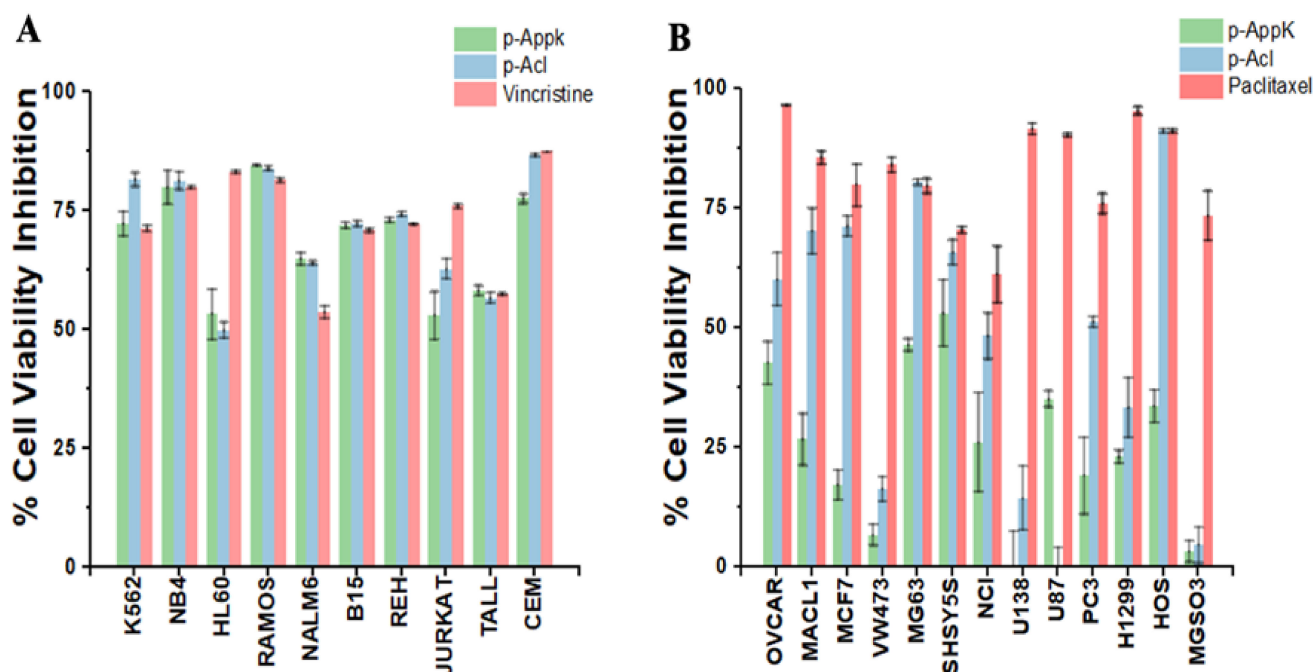 A
p-Appk
p-Acl
Vincristine
% Cell Viability Inhibition
100
75
50
25
0
K562
NB4
HL60
RAMOS
NALM6
B15
REH
JURKAT
TALL
CEM
B
p-AppK
p-Acl
Paclitaxel
% Cell Viability Inhibition
100
75
50
25
0
OVCAR
MACL1
MCF7
VW473
MG63
SHSY5S
NCI
U138
U87
PC3
H1299
HOS
MGSO3